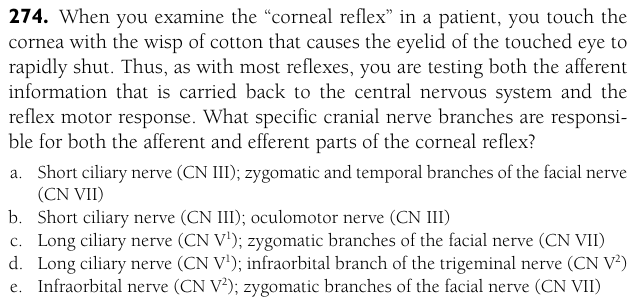 274. When you examine the “corneal reflex” in a patient, you touch the
cornea with the wisp of cotton that causes the eyelid of the touched eye to
rapidly shut. Thus, as with most reflexes, you are testing both the afferent
information that is carried back to the central nervous system and the
reflex motor response. What specific cranial nerve branches are responsi-
ble for both the afferent and efferent parts of the corneal reflex?
a. Short ciliary nerve (CN III); zygomatic and temporal branches of the facial nerve
(CN VII)
b. Short ciliary nerve (CN III); oculomotor nerve (CN III)
c. Long ciliary nerve (CN V¹); zygomatic branches of the facial nerve (CN VII)
d. Long ciliary nerve (CN V¹); infraorbital branch of the trigeminal nerve (CN V²)
e. Infraorbital nerve (CN V²); zygomatic branches of the facial nerve (CN VII)